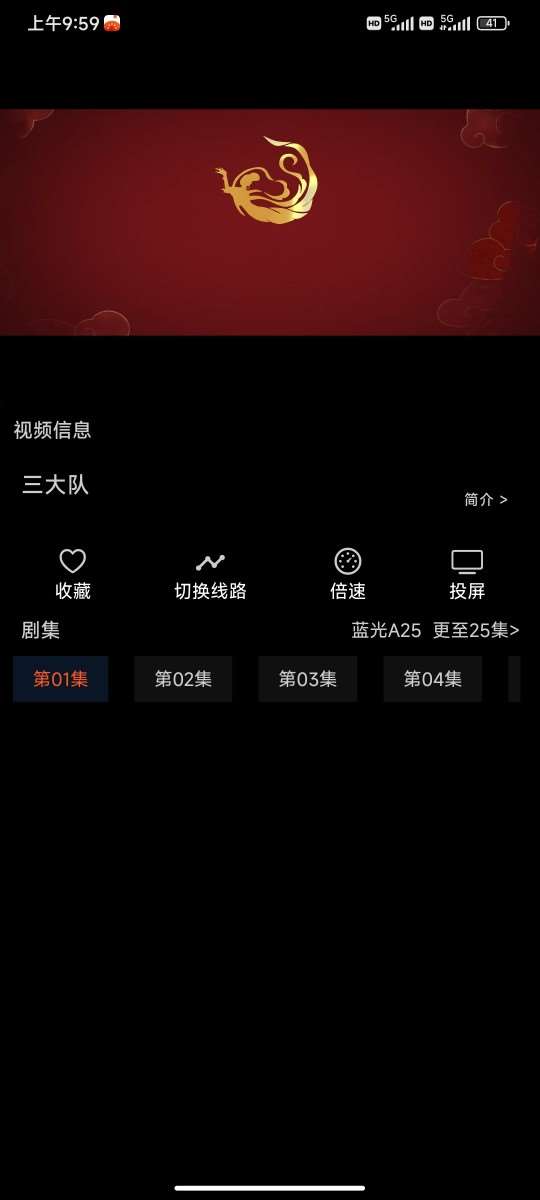 上午9:59 HD 5G HD 5G 41
视频信息
三大队
简介 >
收藏 切换线路 倍速 投屏
剧集 蓝光A25 更至25集>
第01集 第02集 第03集 第04集